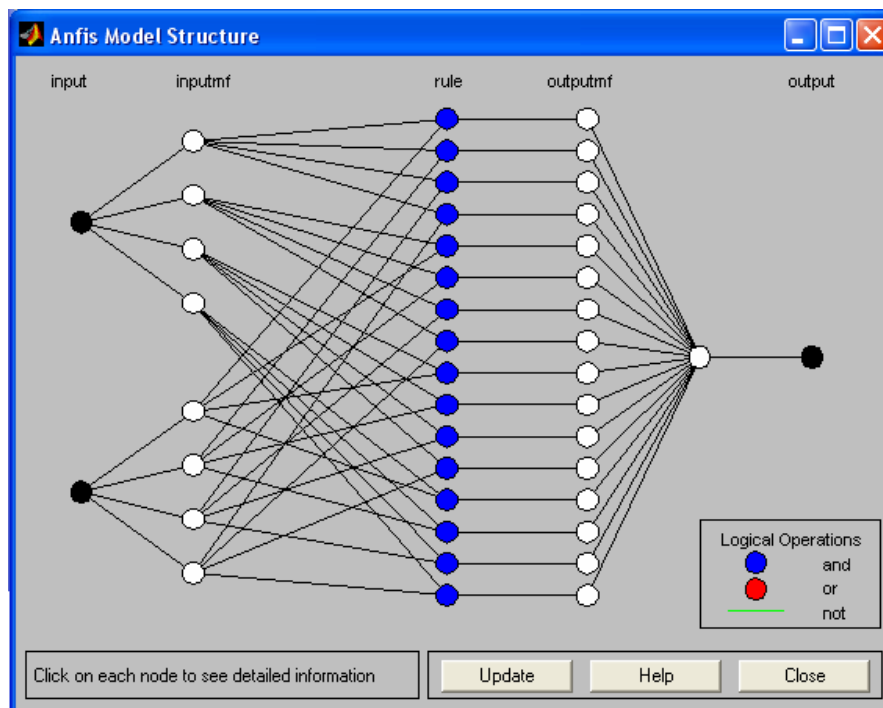 Anfis Model Structure
input inputmf rule outputmf output
Logical Operations
and
or
not
Click on each node to see detailed information
Update Help Close